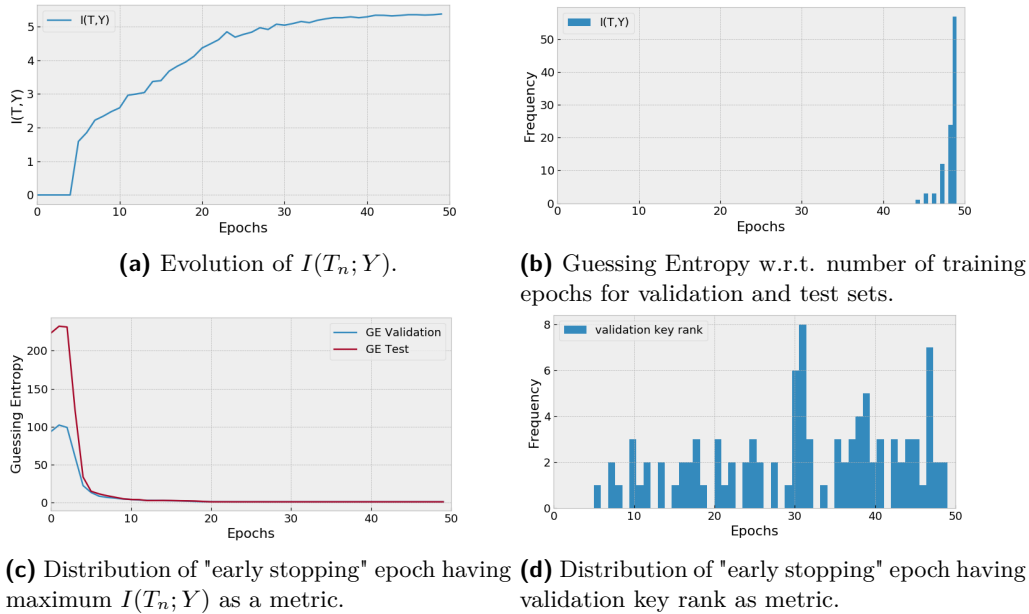 I(T,Y)
5
4
3
2
1
0
I(T,Y)
0 10 20 30 40 50
Epochs
(a) Evolution of I(T_n; Y).
I(T,Y)
50
40
30
20
10
0
Frequency
0 10 20 30 40 50
Epochs
(b) Guessing Entropy w.r.t. number of training
epochs for validation and test sets.
GE Validation
GE Test
200
150
100
50
0
Guessing Entropy
0 10 20 30 40 50
Epochs
(c) Distribution of "early stopping" epoch having
maximum I(T_n; Y) as a metric.
validation key rank
8
6
4
2
0
Frequency
0 10 20 30 40 50
Epochs
(d) Distribution of "early stopping" epoch having
validation key rank as metric.